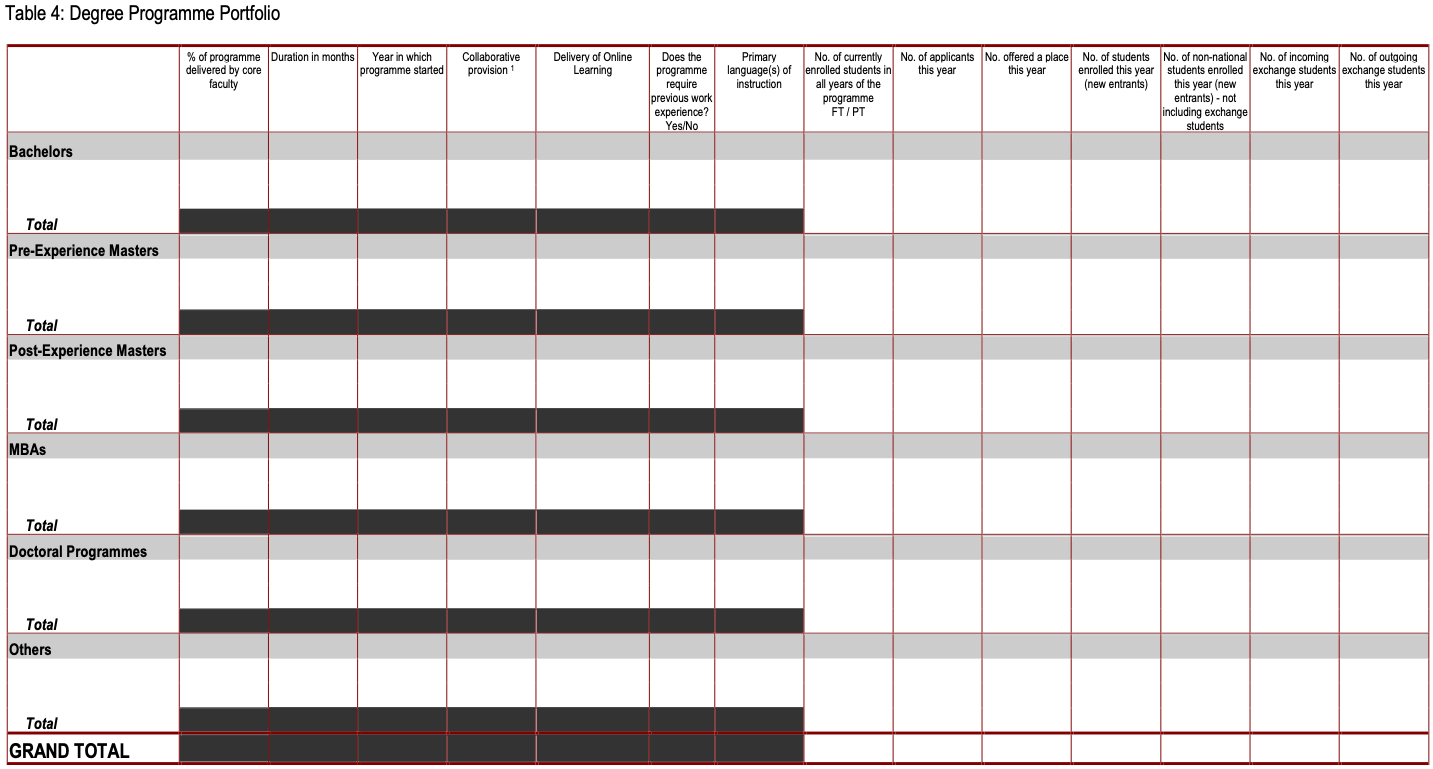 Table 4: Degree Programme Portfolio
% of programme
delivered by core
faculty
Duration in months
Year in which
programme started
Collaborative
provision ¹
Delivery of Online
Learning
Does the
programme
require
previous work
experience?
Yes/No
Primary
language(s) of
instruction
No. of currently
enrolled students in
all years of the
programme
FT / PT
No. of applicants
this year
No. offered a place
this year
No. of students
enrolled this year
(new entrants)
No. of non-national
students enrolled
this year (new
entrants) - not
including exchange
students
No. of incoming
exchange students
this year
No. of outgoing
exchange students
this year
Bachelors
Total
Pre-Experience Masters
Total
Post-Experience Masters
Total
MBAs
Total
Doctoral Programmes
Total
Others
Total
GRAND TOTAL